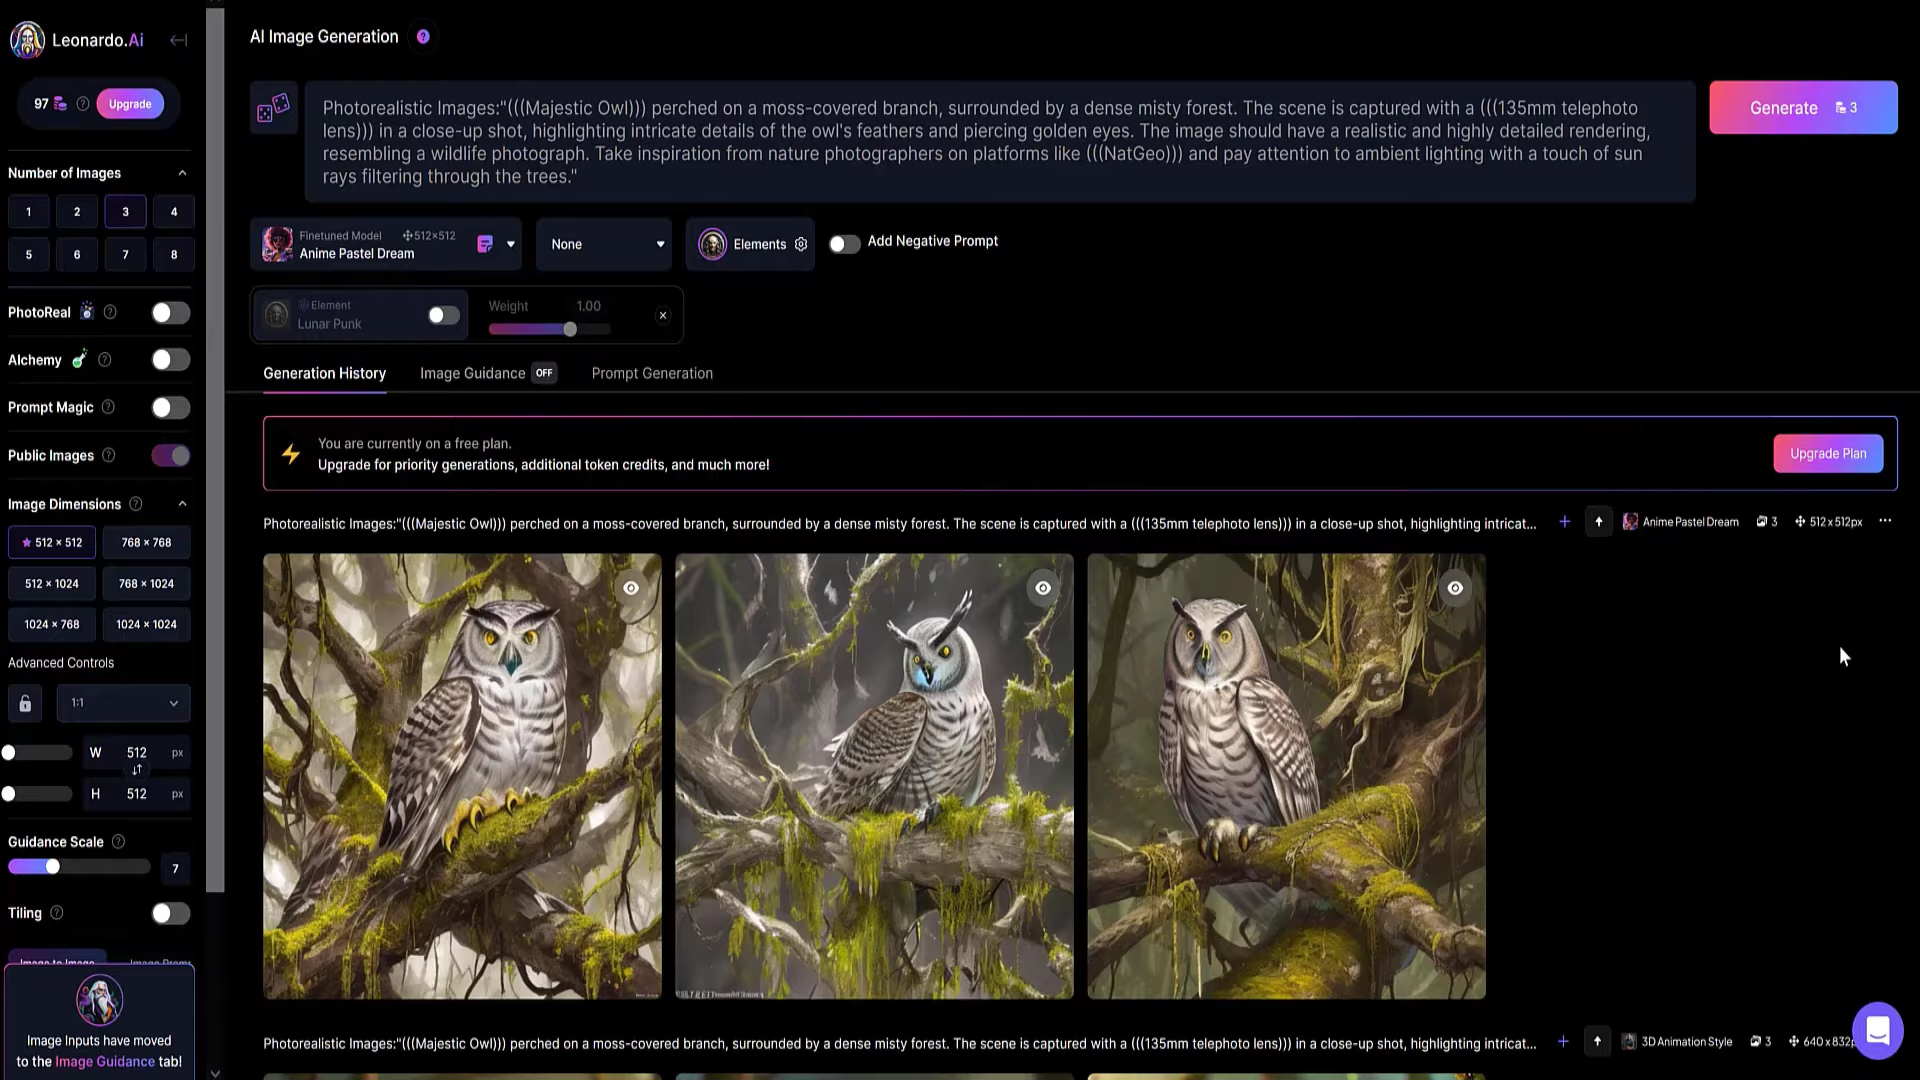 Leonardo.Ai
97 Upgrade
Number of Images
1 2 3 4
5 6 7 8
PhotoReal
Alchemy
Prompt Magic
Public Images
Image Dimensions
512 × 512 768 × 768
512 × 1024 768 × 1024
1024 × 768 1024 × 1024
Advanced Controls
1:1
W 512 px
H 512 px
Guidance Scale
7
Tiling
Image to Image
Image Inputs have moved
to the Image Guidance tab!
AI Image Generation ?
Photorealistic Images:"(((Majestic Owl))) perched on a moss-covered branch, surrounded by a dense misty forest. The scene is captured with a (((135mm telephoto
lens))) in a close-up shot, highlighting intricate details of the owl's feathers and piercing golden eyes. The image should have a realistic and highly detailed rendering,
resembling a wildlife photograph. Take inspiration from nature photographers on platforms like (((NatGeo))) and pay attention to ambient lighting with a touch of sun
rays filtering through the trees."
Generate 3
Finetuned Model 512×512
Anime Pastel Dream
None
Elements
Add Negative Prompt
Element
Lunar Punk
Weight 1.00
Generation History Image Guidance OFF Prompt Generation
You are currently on a free plan.
Upgrade for priority generations, additional token credits, and much more!
Upgrade Plan
Photorealistic Images:"(((Majestic Owl))) perched on a moss-covered branch, surrounded by a dense misty forest. The scene is captured with a (((135mm telephoto lens))) in a close-up shot, highlighting intricat... Anime Pastel Dream 3 512 x 512px
Photorealistic Images:"(((Majestic Owl))) perched on a moss-covered branch, surrounded by a dense misty forest. The scene is captured with a (((135mm telephoto lens))) in a close-up shot, highlighting intricat... 3D Animation Style 3 640 x 832p